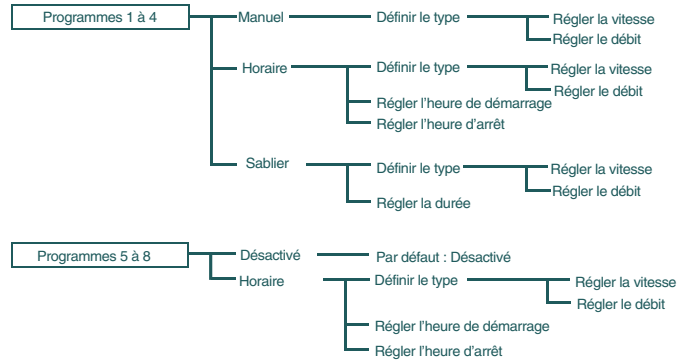 Programmes 1 à 4
Manuel
Définir le type
Régler la vitesse
Régler le débit
Horaire
Définir le type
Régler la vitesse
Régler le débit
Régler l'heure de démarrage
Régler l'heure d'arrêt
Sablier
Définir le type
Régler la vitesse
Régler le débit
Régler la durée
Programmes 5 à 8
Désactivé
Par défaut : Désactivé
Horaire
Définir le type
Régler la vitesse
Régler le débit
Régler l'heure de démarrage
Régler l'heure d'arrêt